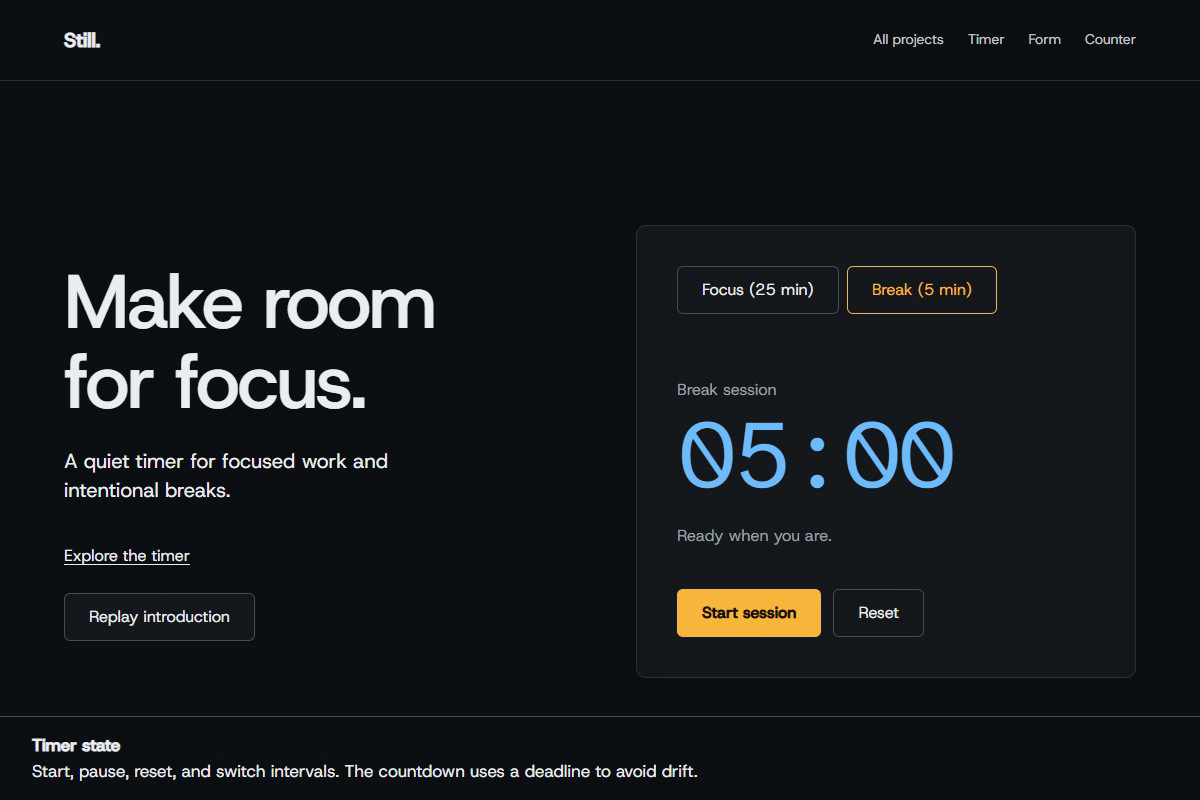 Still.
All projects
Timer
Form
Counter
Make room
for focus.
A quiet timer for focused work and
intentional breaks.
Explore the timer
Replay introduction
Focus (25 min)
Break (5 min)
Break session
05:00
Ready when you are.
Start session
Reset
Timer state
Start, pause, reset, and switch intervals. The countdown uses a deadline to avoid drift.